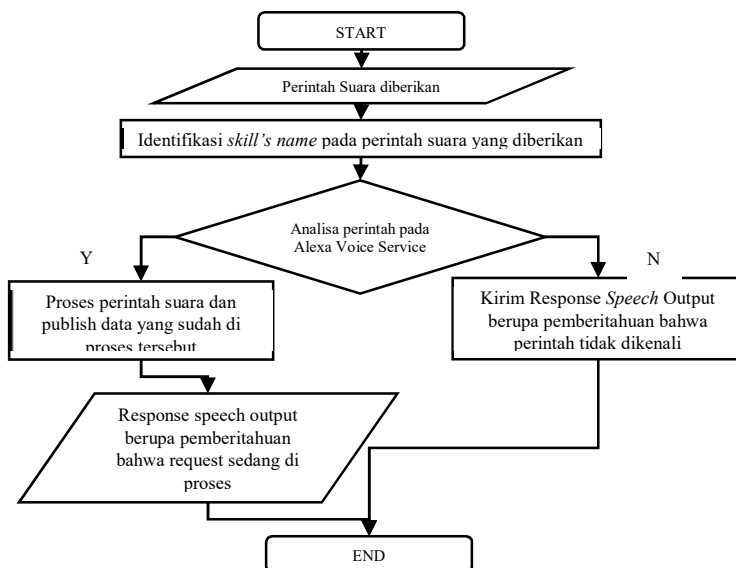 START
Perintah Suara diberikan
Identifikasi skill's name pada perintah suara yang diberikan
Analisa perintah pada
Alexa Voice Service
Y
N
Proses perintah suara dan
publish data yang sudah di
proses tersebut
Kirim Response Speech Output
berupa pemberitahuan bahwa
perintah tidak dikenali
Response speech output
berupa pemberitahuan
bahwa request sedang di
proses
END